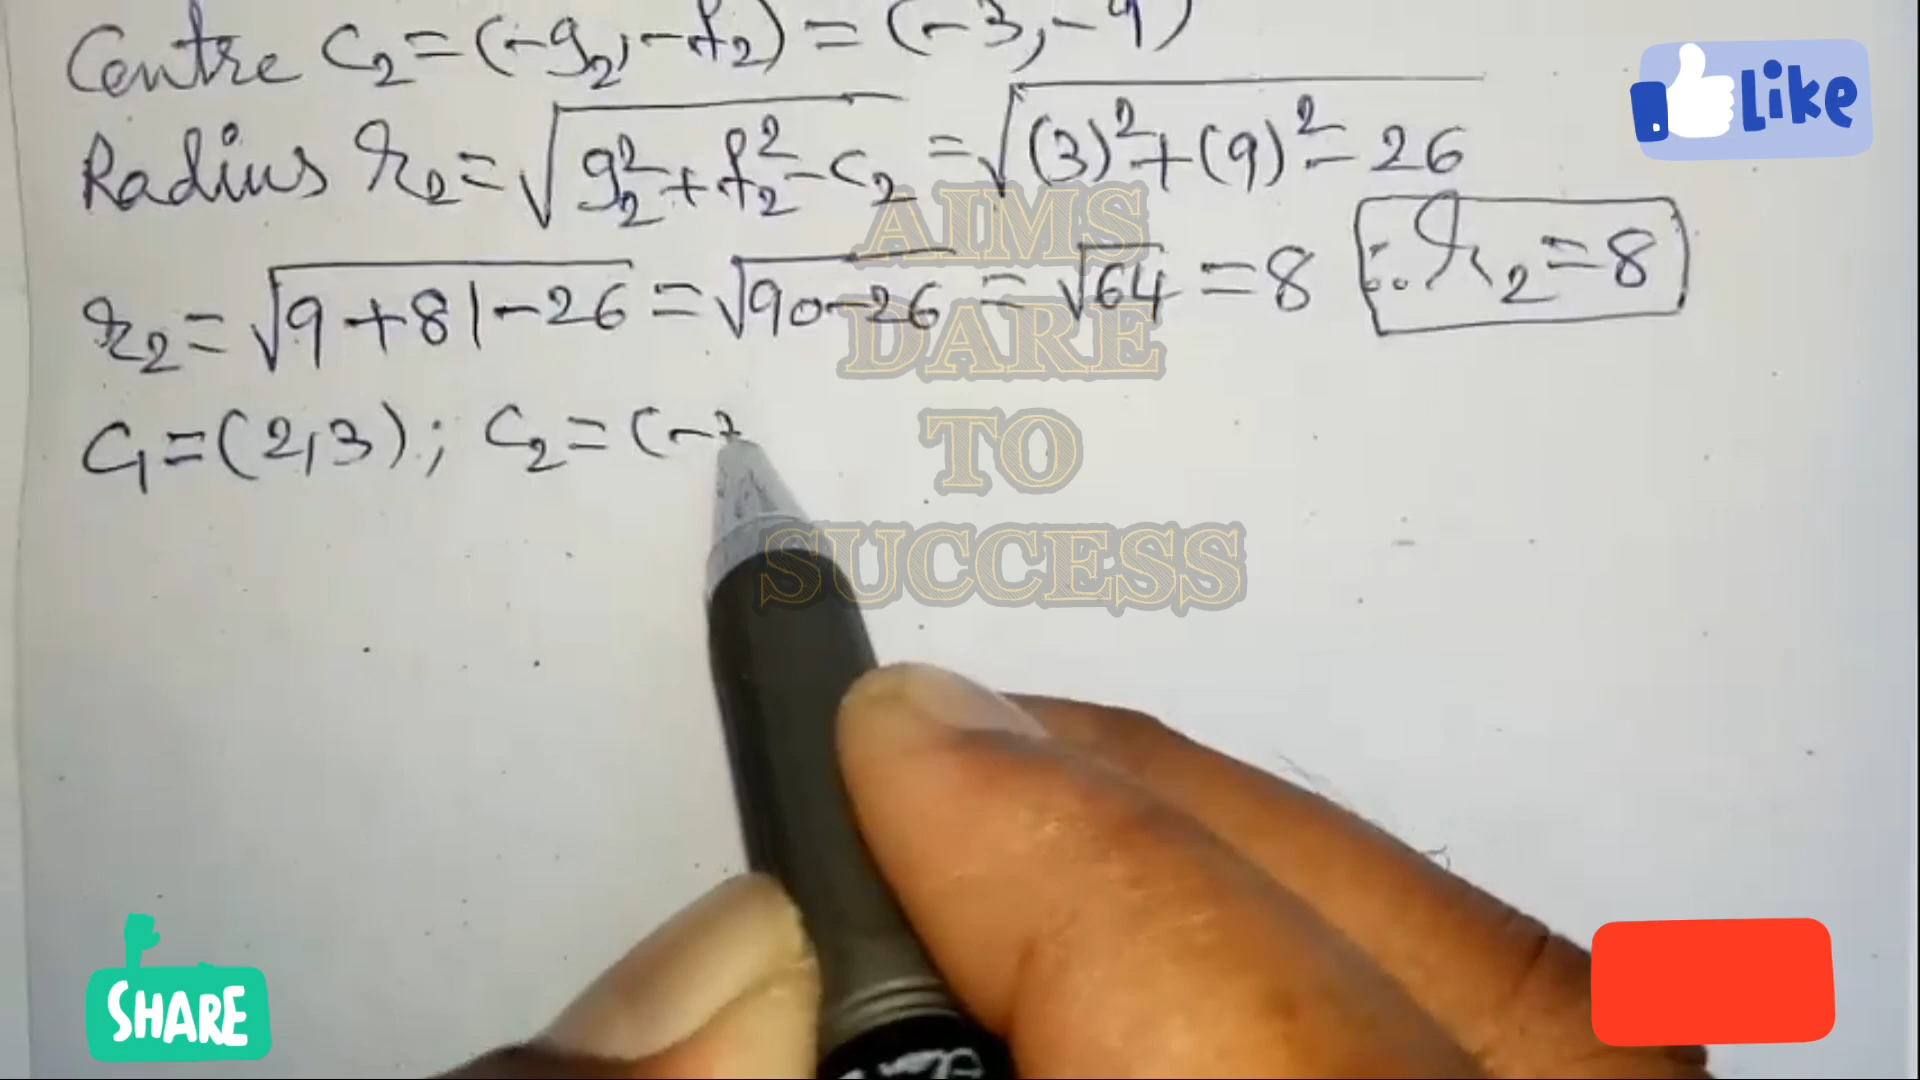 Centre C₂ = (-g₂, -f₂) = (-3, -9)
Radius r₂ = √(g₂² + f₂² - c₂) = √((3)² + (9)² - 26)
r₂ = √(9 + 81 - 26) = √(90 - 26) = √64 = 8 ∴ r₂ = 8
C₁ = (2, 3) ; C₂ = (-3
AIMS
DARE
TO
SUCCESS
Like
SHARE